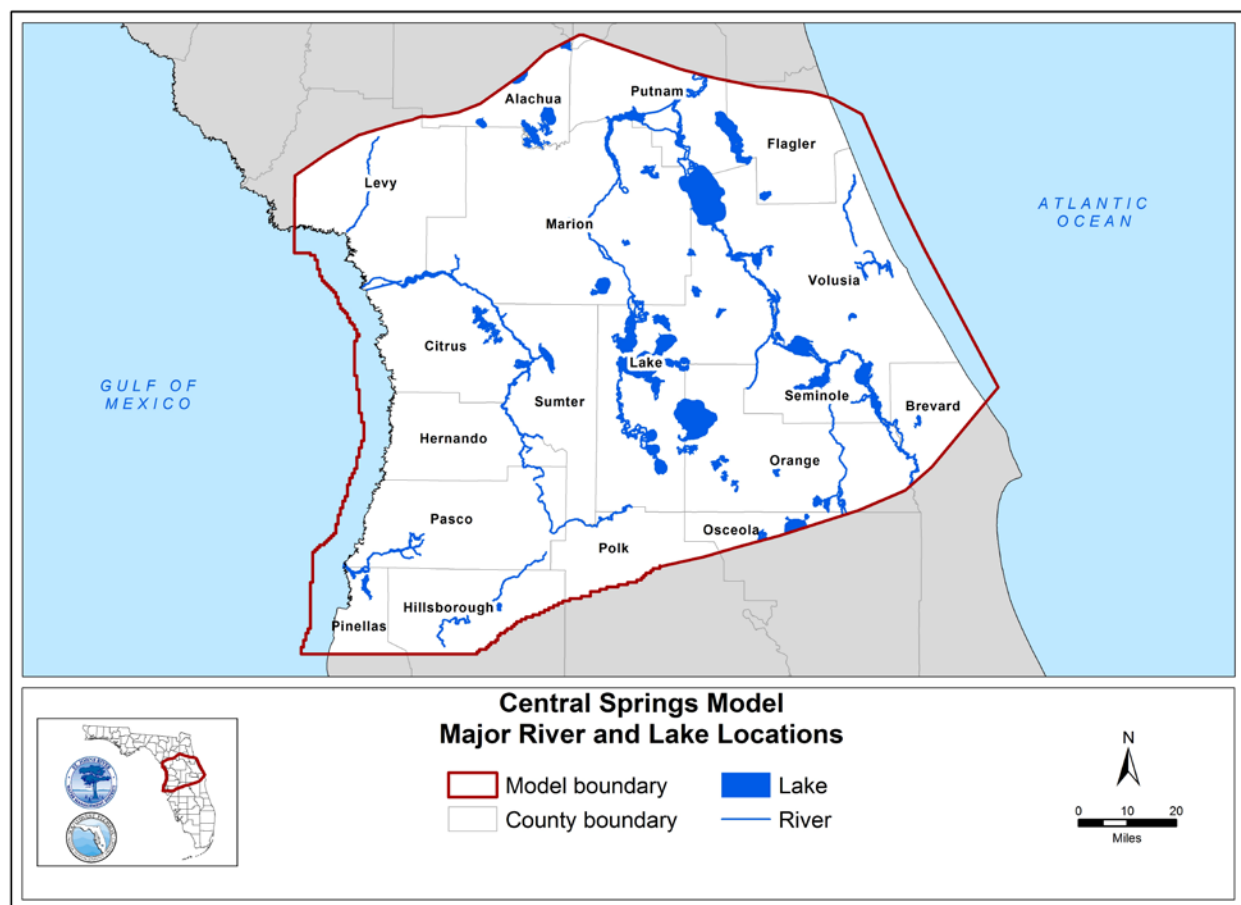 Alachua
Putnam
Flagler
Levy
ATLANTIC
OCEAN
Marion
Volusia
Citrus
Lake
GULF OF
MEXICO
Sumter
Seminole
Brevard
Hernando
Orange
Pasco
Osceola
Polk
Hillsborough
Pinellas
Central Springs Model
Major River and Lake Locations
Model boundary
Lake
County boundary
River
N
0 10 20
Miles